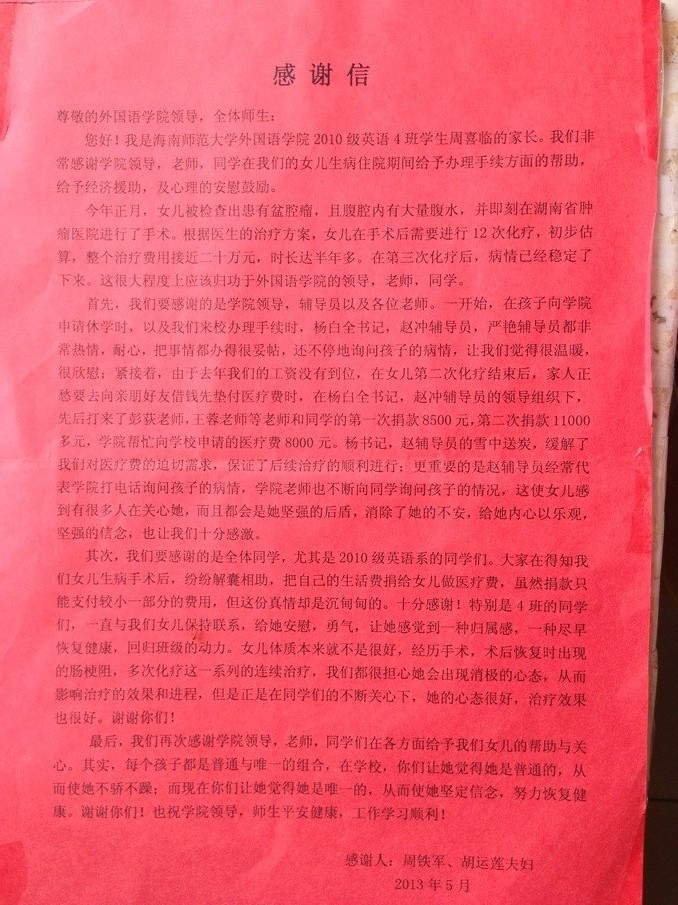 感谢信
尊敬的外国语学院领导，全体师生：
您好！我是海南师范大学外国语学院 2010 级英语 4 班学生周喜临的家长。我们非
常感谢学院领导，老师，同学在我们的女儿生病住院期间给予办理手续方面的帮助，
给予经济援助，及心理的安慰鼓励。
今年正月，女儿被检查出患有盆腔瘤，且腹腔内有大量腹水，并即刻在湖南省肿
瘤医院进行了手术。根据医生的治疗方案，女儿在手术后需要进行 12 次化疗，初步估
算，整个治疗费用接近二十万元，时长达半年多。在第三次化疗后，病情已经稳定了
下来。这很大程度上应该归功于外国语学院的领导，老师，同学。
首先，我们要感谢的是学院领导，辅导员以及各位老师。一开始，在孩子向学院
申请休学时，以及我们来校办理手续时，杨白全书记，赵冲辅导员，严艳辅导员都非
常热情，耐心，把事情都办得很妥帖，还不停地询问孩子的病情，让我们觉得很温暖，
很欣慰；紧接着，由于去年我们的工资没有到位，在女儿第二次化疗结束后，家人正
愁要去向亲朋好友借钱先垫付医疗费时，在杨白全书记，赵冲辅导员的领导组织下，
先后打来了彭荻老师，王蓉老师等老师和同学的第一次捐款 8500 元，第二次捐款 11000
多元，学院帮忙向学校申请的医疗费 8000 元。杨书记，赵辅导员的雪中送炭，缓解了
我们对医疗费的迫切需求，保证了后续治疗的顺利进行；更重要的是赵辅导员经常代
表学院打电话询问孩子的病情，学院老师也不断向同学询问孩子的情况，这使女儿感
到有很多人在关心她，而且都会是她坚强的后盾，消除了她的不安，给她内心以乐观，
坚强的信念，也让我们十分感激。
其次，我们要感谢的是全体同学，尤其是 2010 级英语系的同学们。大家在得知我
们女儿生病手术后，纷纷解囊相助，把自己的生活费捐给女儿做医疗费，虽然捐款只
能支付较小一部分的费用，但这份真情却是沉甸甸的。十分感谢！特别是 4 班的同学
们，一直与我们女儿保持联系，给她安慰，勇气，让她感觉到一种归属感，一种尽早
恢复健康，回归班级的动力。女儿体质本来就不是很好，经历手术，术后恢复时出现
的肠梗阻，多次化疗这一系列的连续治疗，我们都很担心她会出现消极的心态，从而
影响治疗的效果和进程，但是正是在同学们的不断关心下，她的心态很好，治疗效果
也很好。谢谢你们！
最后，我们再次感谢学院领导，老师，同学们在各方面给予我们女儿的帮助与关
心。其实，每个孩子都是普通与唯一的组合，在学校，你们让她觉得她是普通的，从
而使她不骄不躁；而现在你们让她觉得她是唯一的，从而使她坚定信念，努力恢复健
康。谢谢你们！也祝学院领导，师生平安健康，工作学习顺利！
感谢人：周铁军、胡运莲夫妇
2013 年 5 月